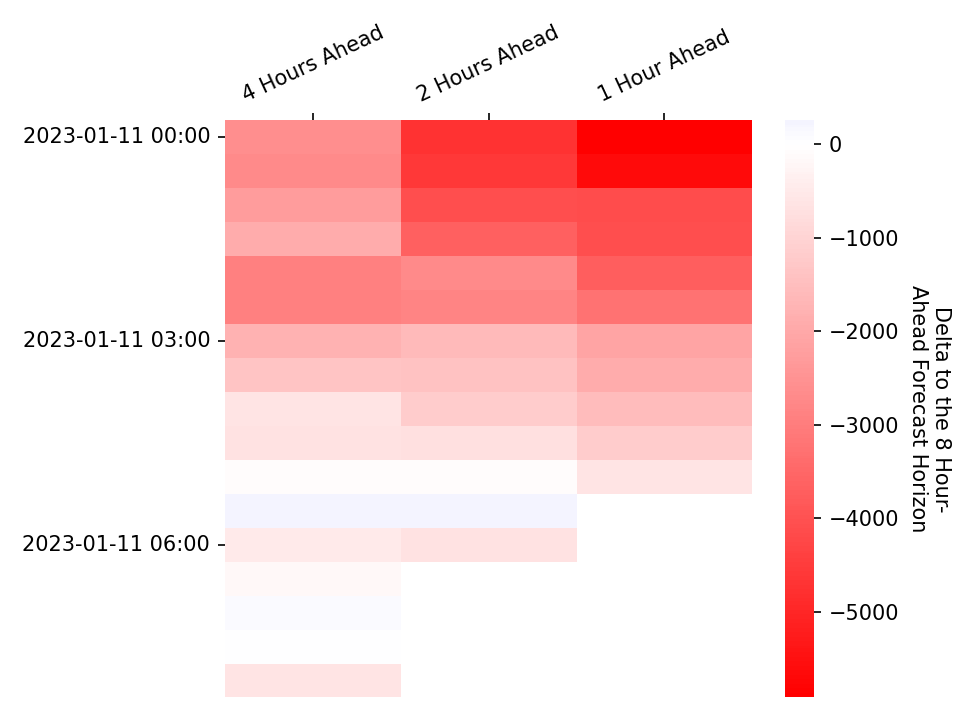 4 Hours Ahead
2 Hours Ahead
1 Hour Ahead
2023-01-11 00:00
2023-01-11 03:00
2023-01-11 06:00
0
−1000
−2000
−3000
−4000
−5000
Delta to the 8 Hour-
Ahead Forecast Horizon